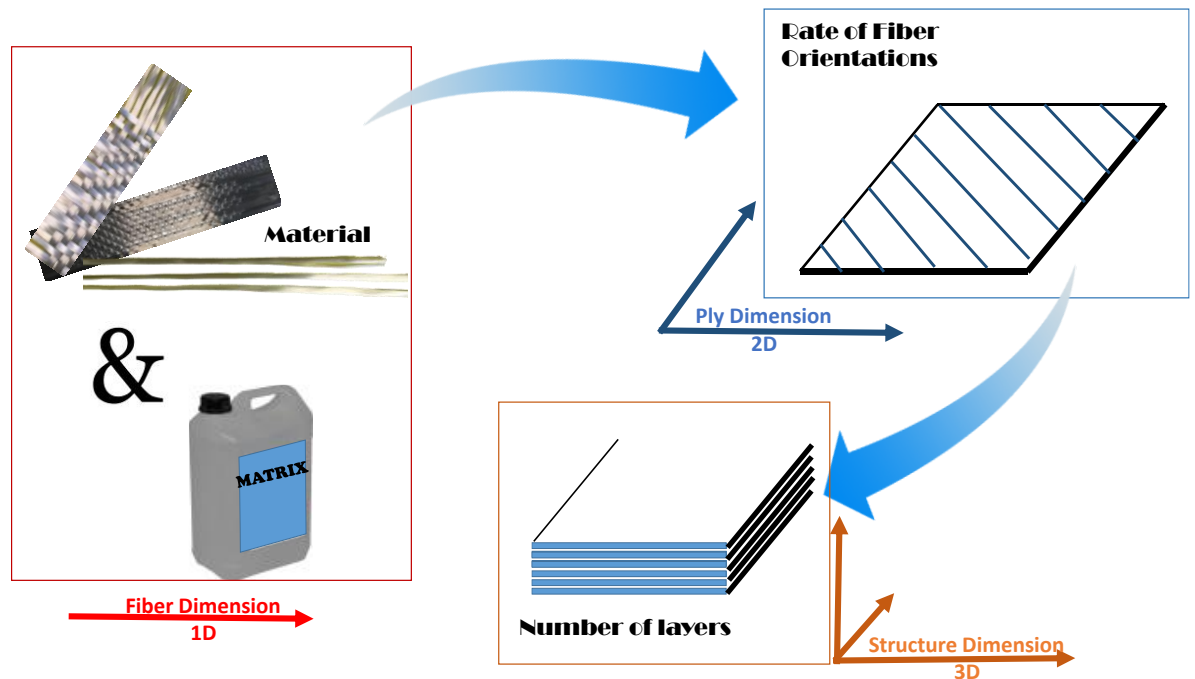 Rate of Fiber
Orientations
Material
&
MATRIX
Ply Dimension
2D
Fiber Dimension
1D
Number of layers
Structure Dimension
3D